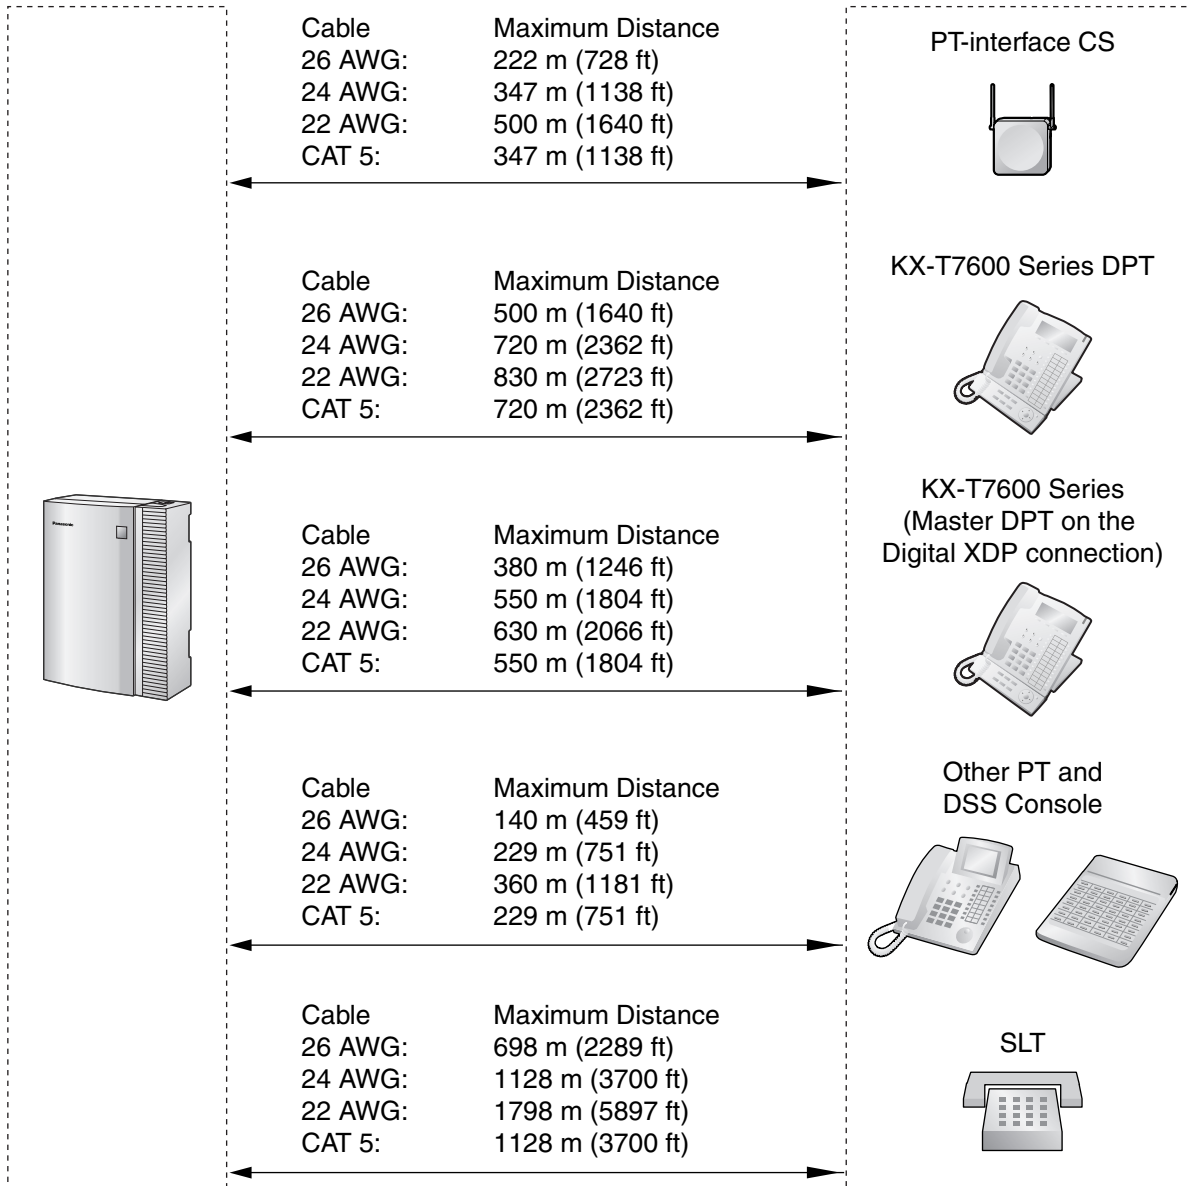 Cable Maximum Distance
26 AWG: 222 m (728 ft)
24 AWG: 347 m (1138 ft)
22 AWG: 500 m (1640 ft)
CAT 5: 347 m (1138 ft)
PT-interface CS
Cable Maximum Distance
26 AWG: 500 m (1640 ft)
24 AWG: 720 m (2362 ft)
22 AWG: 830 m (2723 ft)
CAT 5: 720 m (2362 ft)
KX-T7600 Series DPT
Panasonic
Cable Maximum Distance
26 AWG: 380 m (1246 ft)
24 AWG: 550 m (1804 ft)
22 AWG: 630 m (2066 ft)
CAT 5: 550 m (1804 ft)
KX-T7600 Series
(Master DPT on the
Digital XDP connection)
Cable Maximum Distance
26 AWG: 140 m (459 ft)
24 AWG: 229 m (751 ft)
22 AWG: 360 m (1181 ft)
CAT 5: 229 m (751 ft)
Other PT and
DSS Console
Cable Maximum Distance
26 AWG: 698 m (2289 ft)
24 AWG: 1128 m (3700 ft)
22 AWG: 1798 m (5897 ft)
CAT 5: 1128 m (3700 ft)
SLT